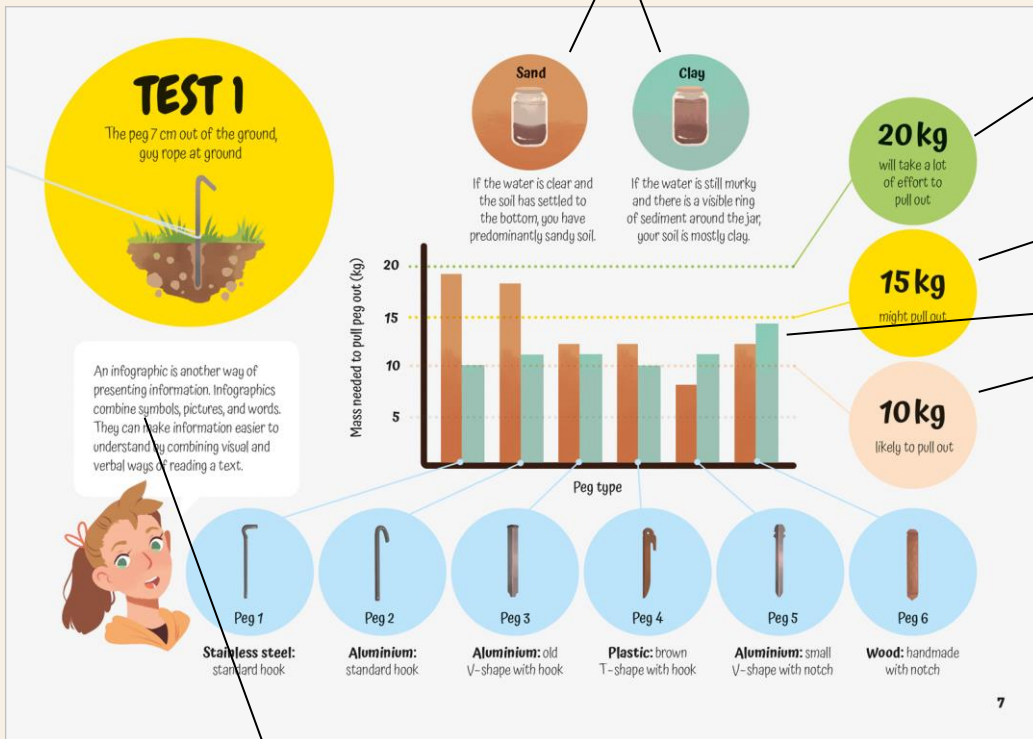 TEST 1
The peg 7 cm out of the ground,
guy rope at ground
Sand
If the water is clear and
the soil has settled to
the bottom, you have
predominantly sandy soil.
Clay
If the water is still murky
and there is a visible ring
of sediment around the jar,
your soil is mostly clay.
20 kg
will take a lot
of effort to
pull out
15 kg
might pull out
10 kg
likely to pull out
An infographic is another way of
presenting information. Infographics
combine symbols, pictures, and words.
They can make information easier to
understand by combining visual and
verbal ways of reading a text.
Mass needed to pull peg out (kg)
20
15
10
5
Peg type
Peg 1
Stainless steel:
standard hook
Peg 2
Aluminium:
standard hook
Peg 3
Aluminium: old
V-shape with hook
Peg 4
Plastic: brown
T-shape with hook
Peg 5
Aluminium: small
V-shape with notch
Peg 6
Wood: handmade
with notch
7